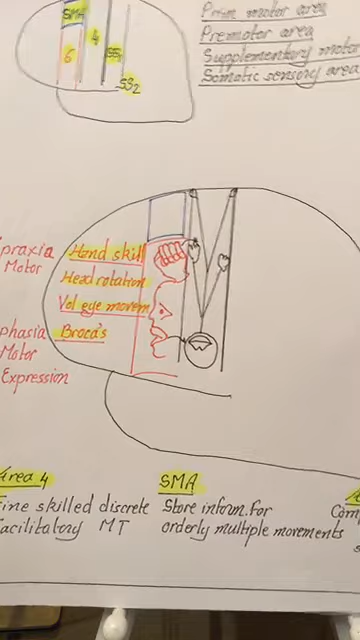 SMA
4
6
SS1
SS2
Prim motor area
Premotor area
Supplementary motor
Somatic sensory area
praxia
Motor
Hand skill
Head rotation
Vol eye movem
phasia
Motor
Expression
Broca's
Area 4
Fine skilled discrete
Facilitatory MT
SMA
Store inform. for
orderly multiple movements
Com
s